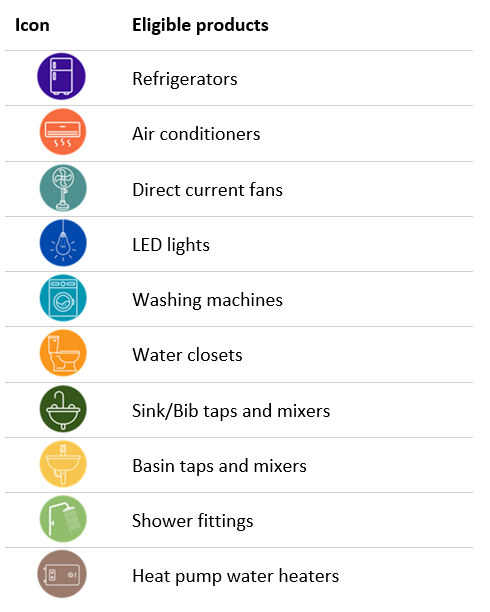 Icon Eligible products
Refrigerators
Air conditioners
Direct current fans
LED lights
Washing machines
Water closets
Sink/Bib taps and mixers
Basin taps and mixers
Shower fittings
Heat pump water heaters